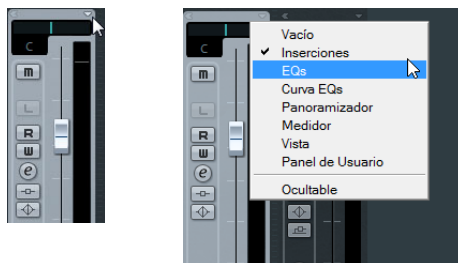 C
m
L
R
W
e
C
m
L
R
W
e
Vacío
Inserciones
EQs
Curva EQs
Panoramizador
Medidor
Vista
Panel de Usuario
Ocultable